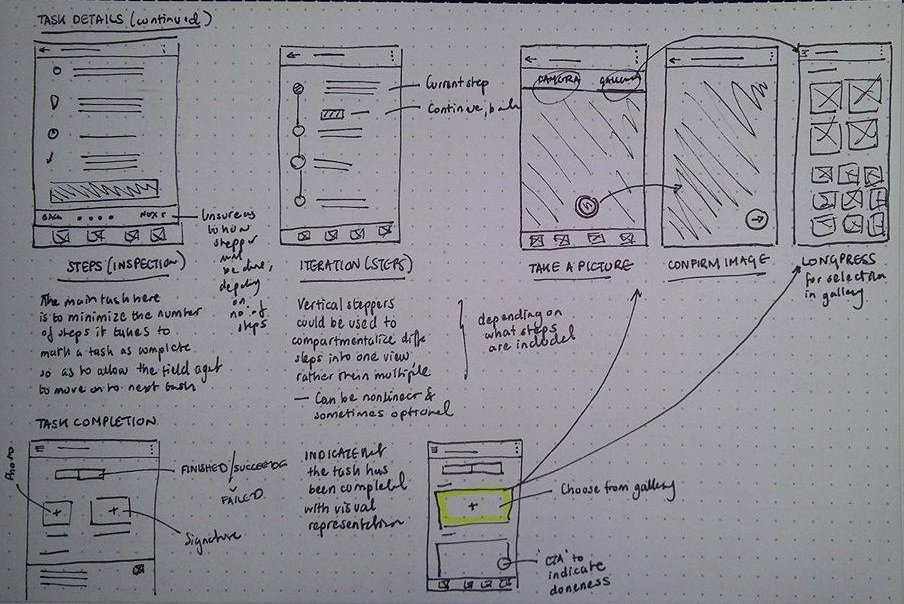 TASK DETAILS (continued)
Current step
Continue, back
CAMERA GALLERY
BACK NEXT
Unsure as
to how
stepper
will
be done,
depding
on
no. of
steps
STEPS (INSPECTION)
ITERATION (STEPS)
TAKE A PICTURE
CONFIRM IMAGE
LONGPRESS
for selection
in gallery
The main task here
is to minimize the number
of steps it takes to
mark a task as complete
so as to allow the field agent
to move on to next task
Vertical steppers
could be used to
compartmentalize diff
steps into one view
rather than multiple
— Can be nonlinear &
sometimes optional
depending on
what steps
are included
TASK COMPLETION
Photo
FINISHED/SUCCEEDED
FAILED
Signature
INDICATE that
the task has
been completed
with visual
representation
Choose from gallery
'CTA' to
indicate
doneness